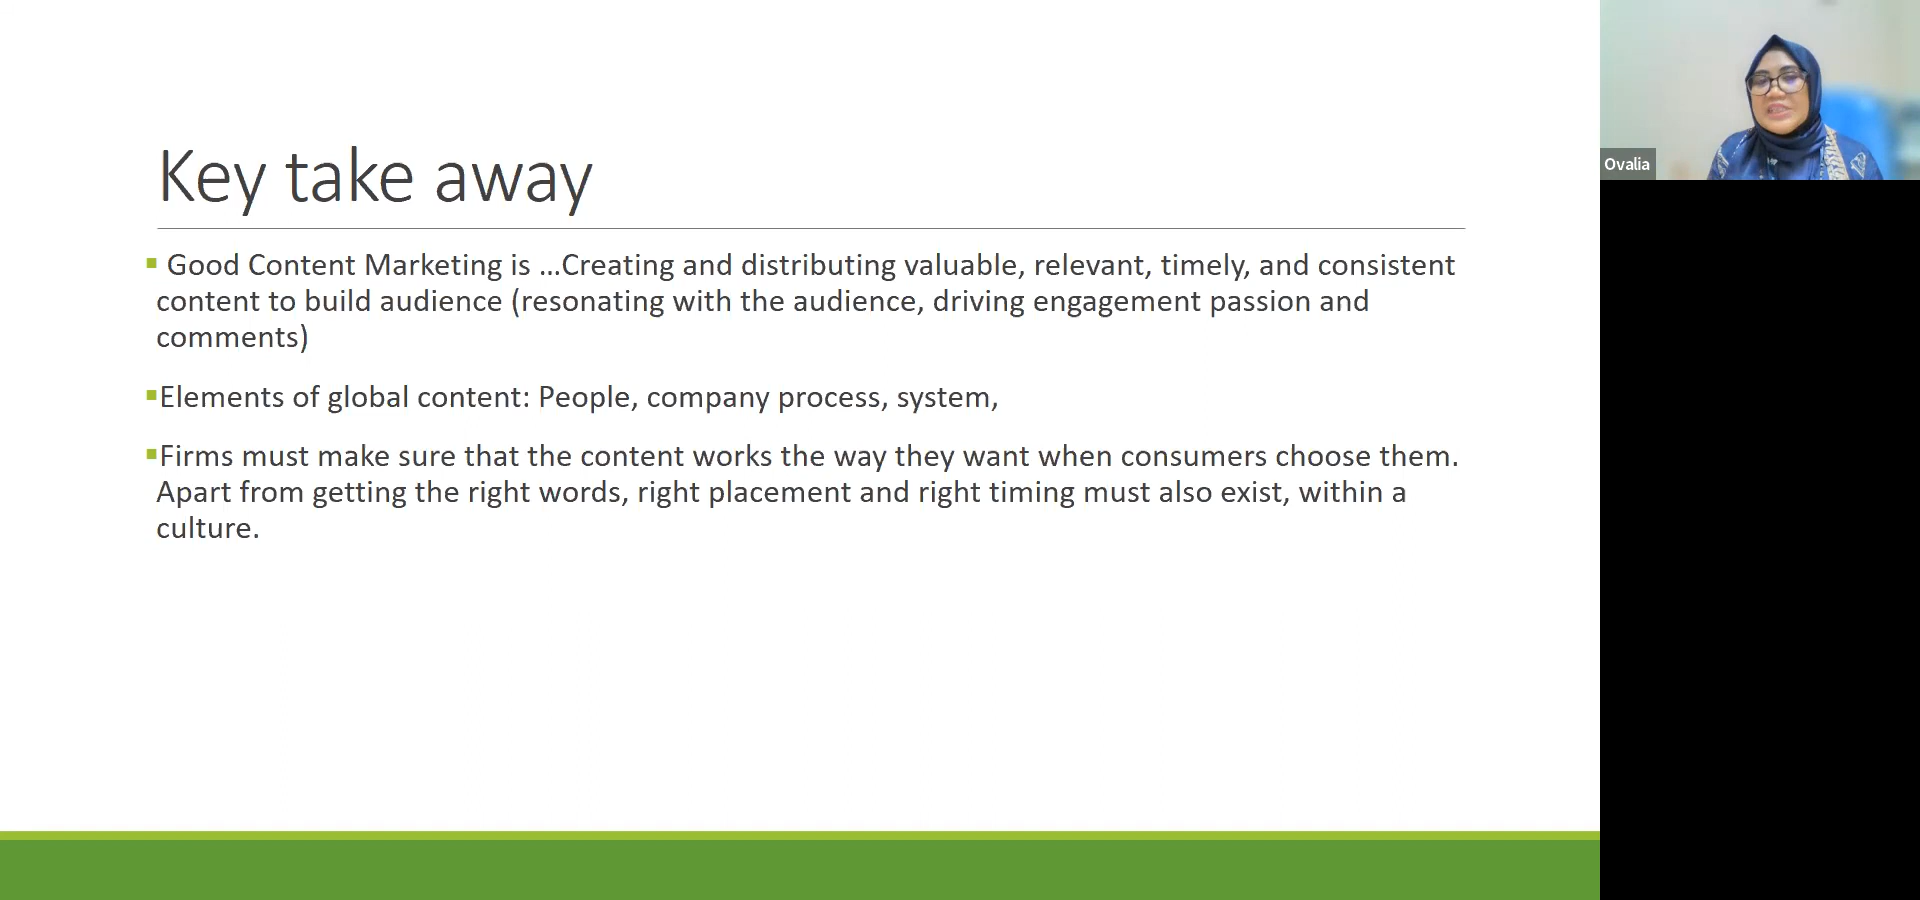 Key take away
Good Content Marketing is …Creating and distributing valuable, relevant, timely, and consistent
content to build audience (resonating with the audience, driving engagement passion and
comments)
Elements of global content: People, company process, system,
Firms must make sure that the content works the way they want when consumers choose them.
Apart from getting the right words, right placement and right timing must also exist, within a
culture.
Ovalia